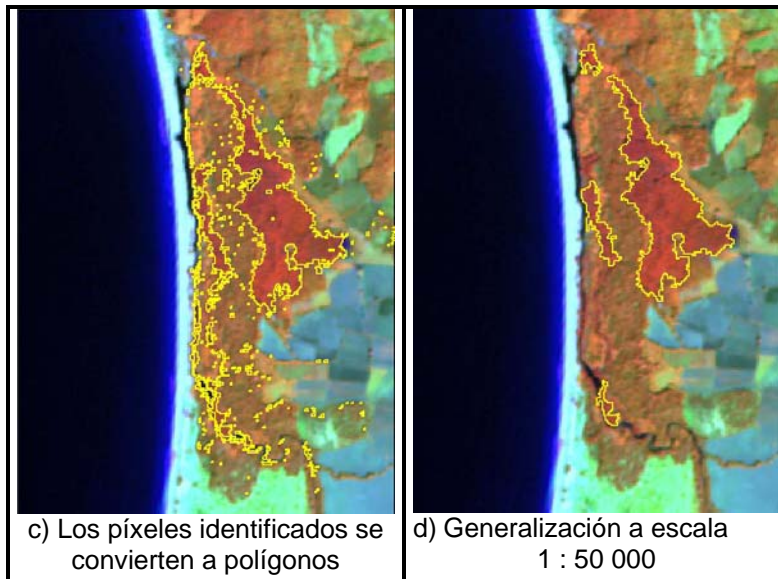 c) Los píxeles identificados se
convierten a polígonos
d) Generalización a escala
1 : 50 000